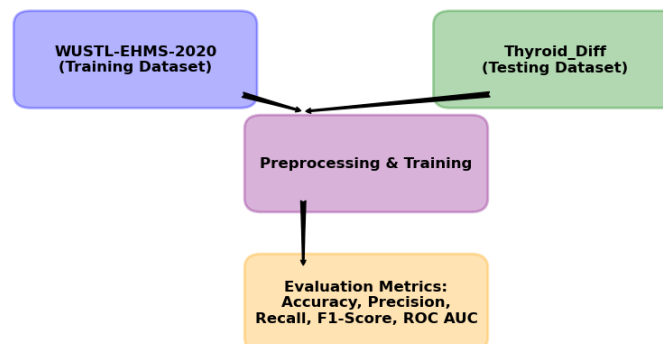 WUSTL-EHMS-2020
(Training Dataset)
Thyroid_Diff
(Testing Dataset)
Preprocessing & Training
Evaluation Metrics:
Accuracy, Precision,
Recall, F1-Score, ROC AUC